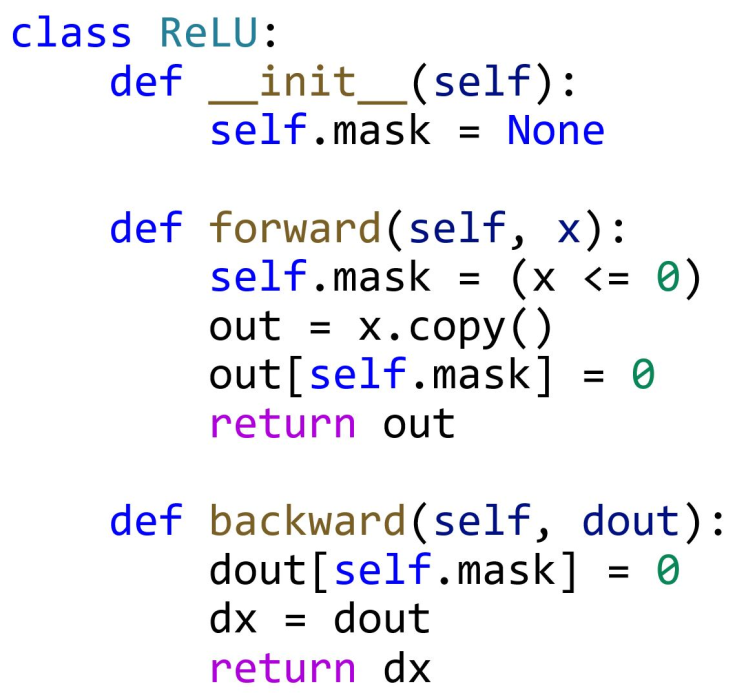 class ReLU:
    def __init__(self):
        self.mask = None

    def forward(self, x):
        self.mask = (x <= 0)
        out = x.copy()
        out[self.mask] = 0
        return out

    def backward(self, dout):
        dout[self.mask] = 0
        dx = dout
        return dx